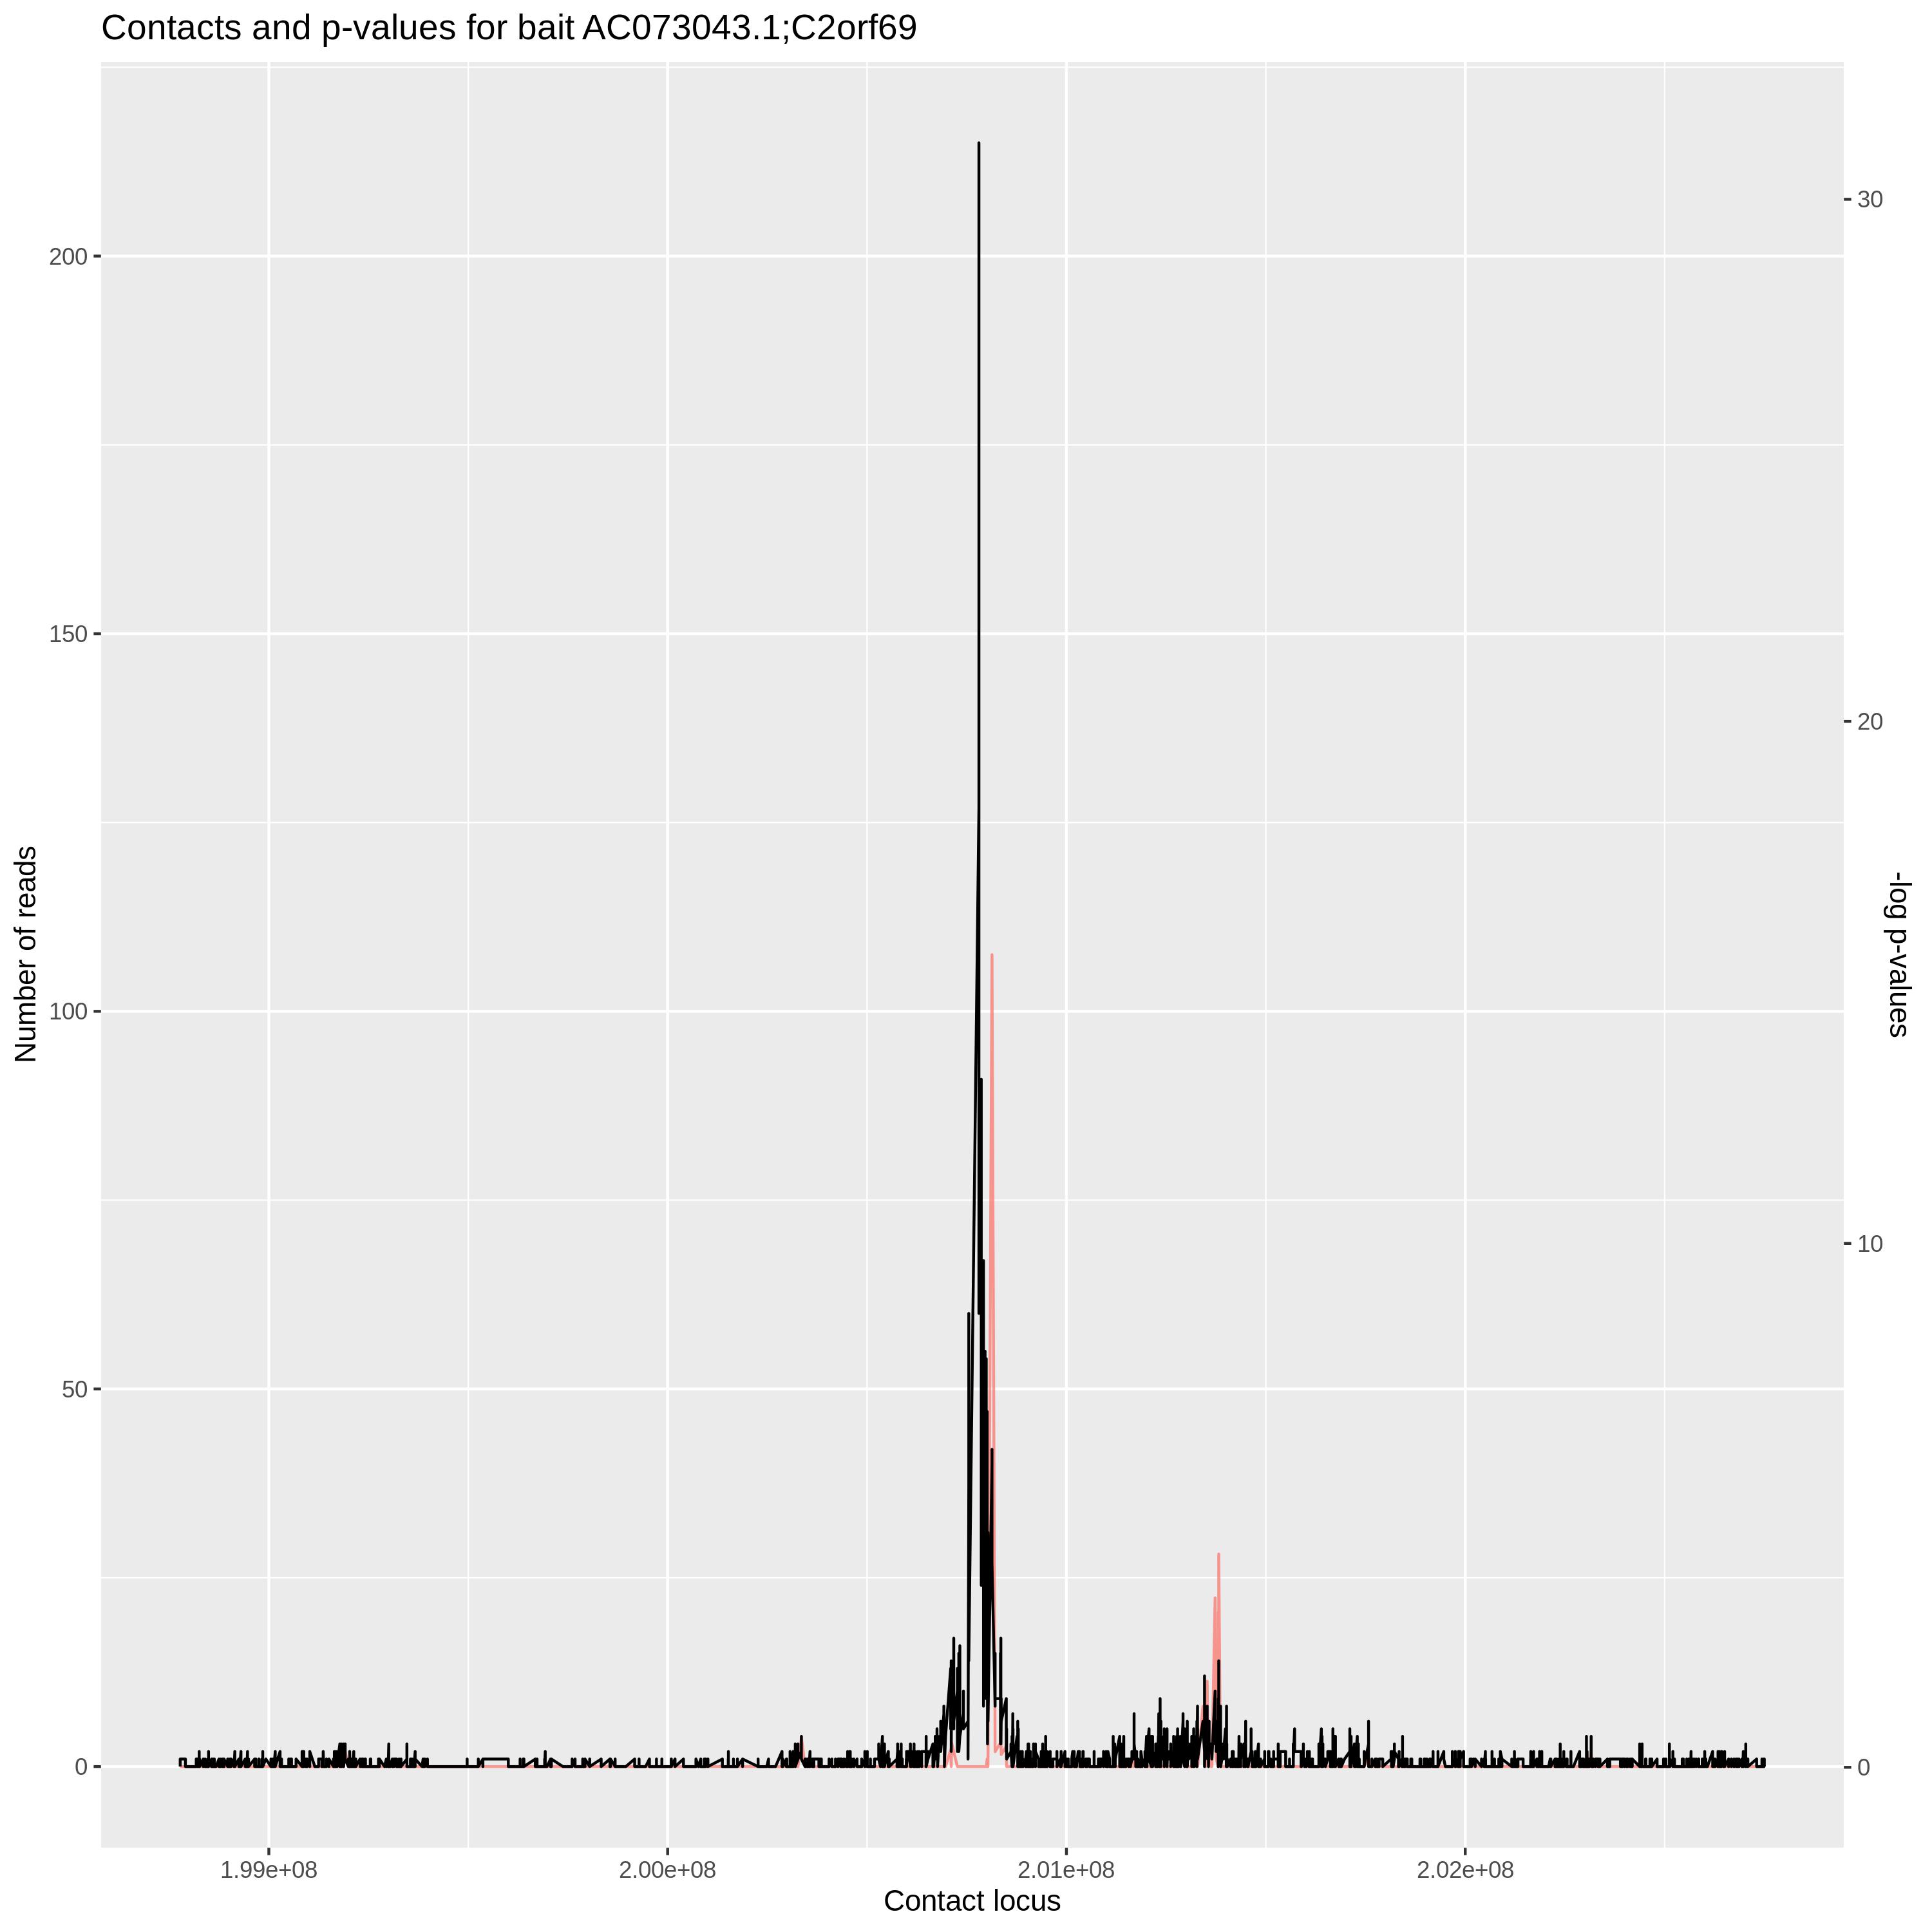 Contacts and p-values for bait AC073043.1;C2orf69
200
150
100
50
0
Number of reads
30
20
10
0
-log p-values
1.99e+08 2.00e+08 2.01e+08 2.02e+08
Contact locus